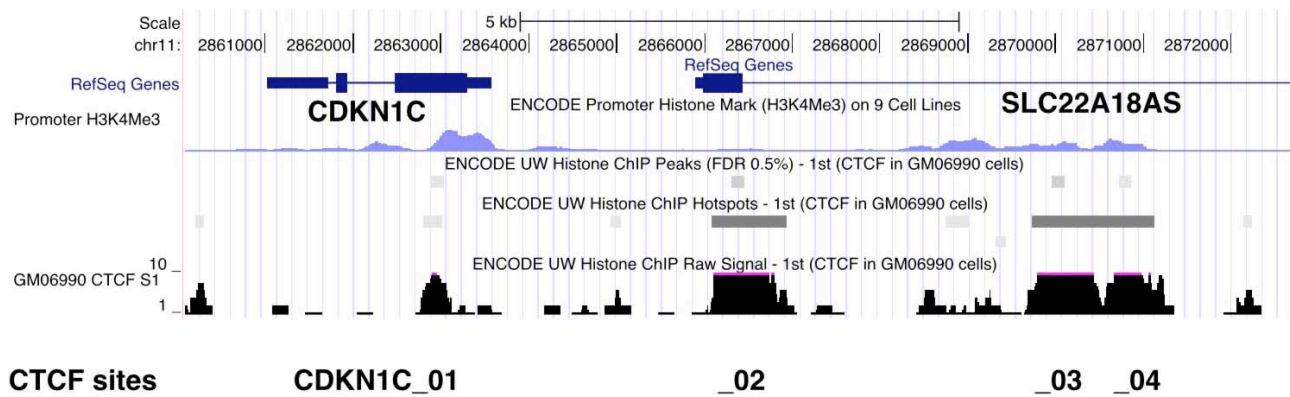 Scale 5 kb
chr11: 2861000 2862000 2863000 2864000 2865000 2866000 2867000 2868000 2869000 2870000 2871000 2872000
RefSeq Genes
RefSeq Genes
CDKN1C
SLC22A18AS
ENCODE Promoter Histone Mark (H3K4Me3) on 9 Cell Lines
Promoter H3K4Me3
ENCODE UW Histone ChIP Peaks (FDR 0.5%) - 1st (CTCF in GM06990 cells)
ENCODE UW Histone ChIP Hotspots - 1st (CTCF in GM06990 cells)
ENCODE UW Histone ChIP Raw Signal - 1st (CTCF in GM06990 cells)
10 _
GM06990 CTCF S1
1 _
CTCF sites CDKN1C_01 _02 _03 _04